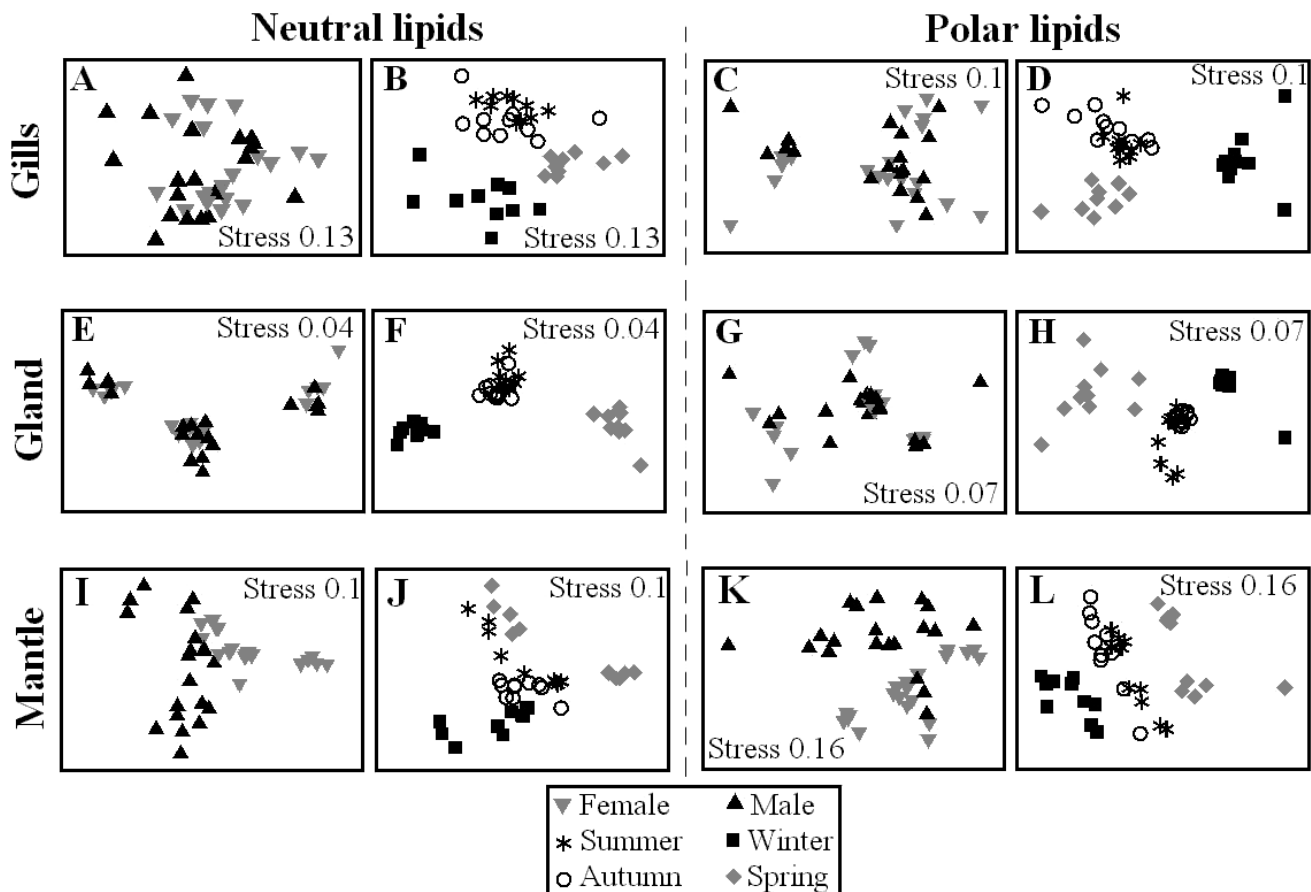 Neutral lipids
Polar lipids
Gills
A
Stress 0.13
B
Stress 0.13
C
Stress 0.1
D
Stress 0.1
Gland
E
Stress 0.04
F
Stress 0.04
G
Stress 0.07
H
Stress 0.07
Mantle
I
Stress 0.1
J
Stress 0.1
K
Stress 0.16
L
Stress 0.16
Female
Male
Summer
Winter
Autumn
Spring